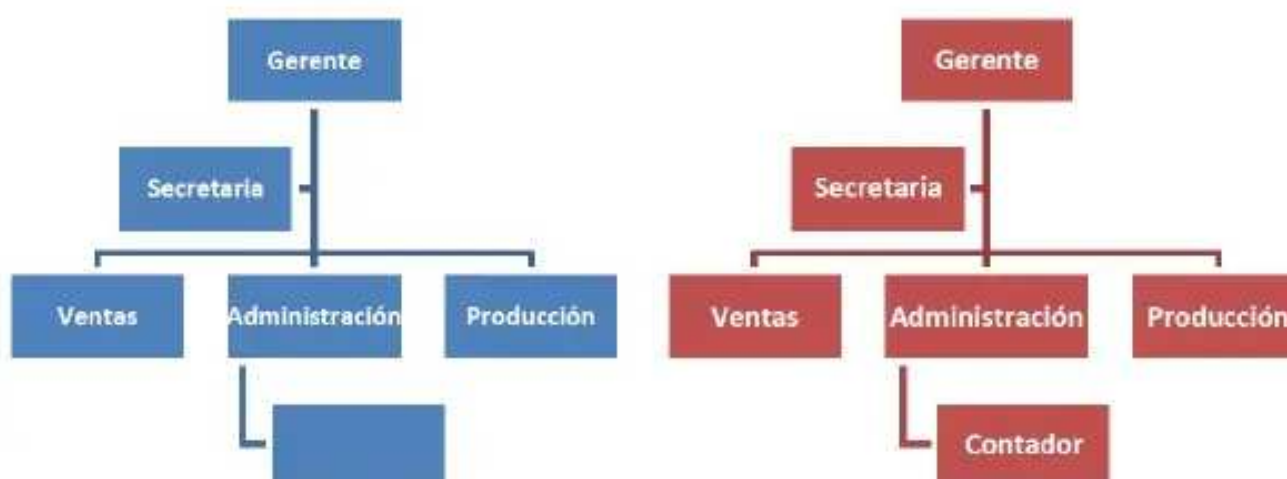 Gerente
Secretaria
Ventas
Administración
Producción
Gerente
Secretaria
Ventas
Administración
Producción
Contador